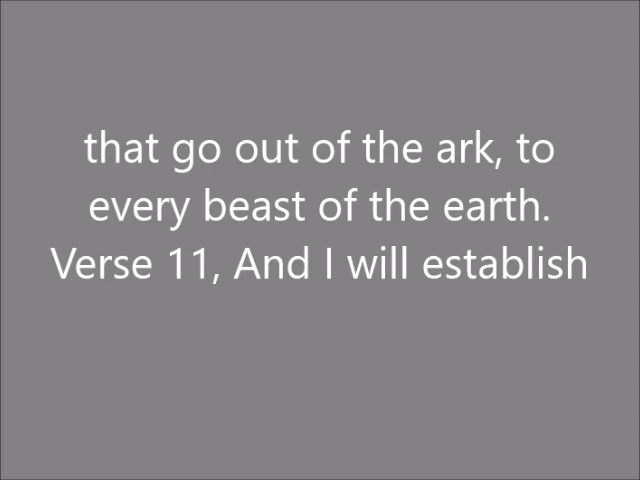 that go out of the ark, to
every beast of the earth.
Verse 11, And I will establish